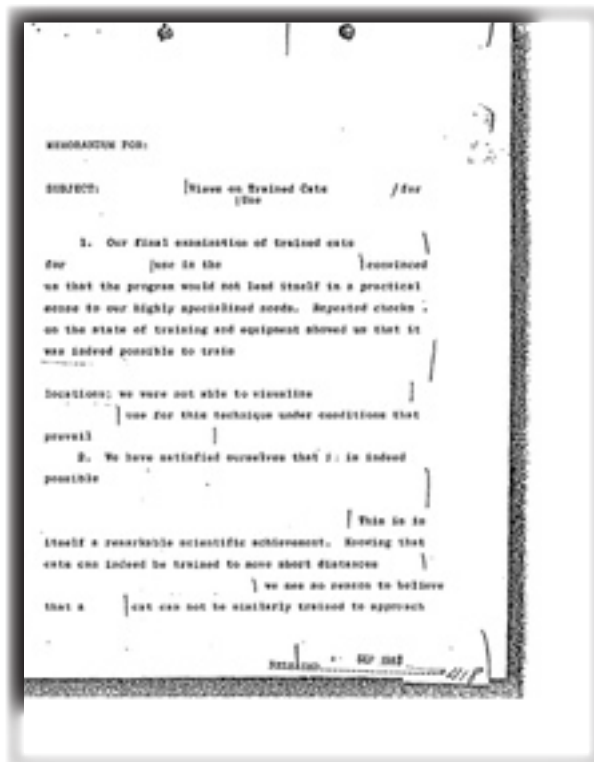 MEMORANDUM FOR:
SUBJECT: [Views on Trained Cats /for
[Use
1. Our final examination of trained cats
for [use in the ] convinced
us that the program would not lend itself in a practical
sense to our highly specialized needs. Repeated checks
on the state of training and equipment showed us that it
was indeed possible to train
locations; we were not able to visualize ]
] use for this technique under conditions that
prevail ]
2. We have satisfied ourselves that it is indeed
possible
[ This is in
itself a remarkable scientific achievement. Knowing that
cats can indeed be trained to move short distances
] we see no reason to believe
that a ] cat can not be similarly trained to approach
SEP